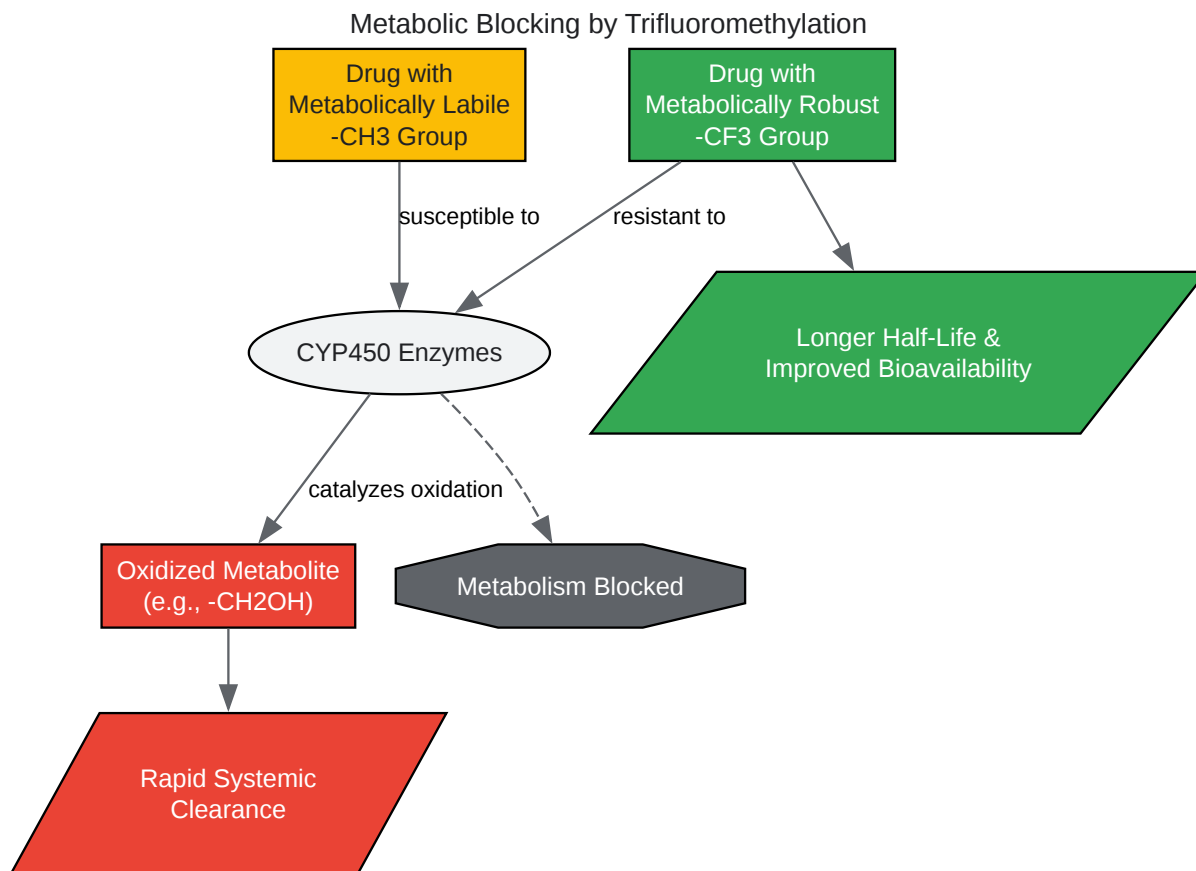 Metabolic Blocking by Trifluoromethylation
Drug with
Metabolically Labile
-CH3 Group
Drug with
Metabolically Robust
-CF3 Group
susceptible to
resistant to
CYP450 Enzymes
Longer Half-Life &
Improved Bioavailability
catalyzes oxidation
Oxidized Metabolite
(e.g., -CH2OH)
Metabolism Blocked
Rapid Systemic
Clearance